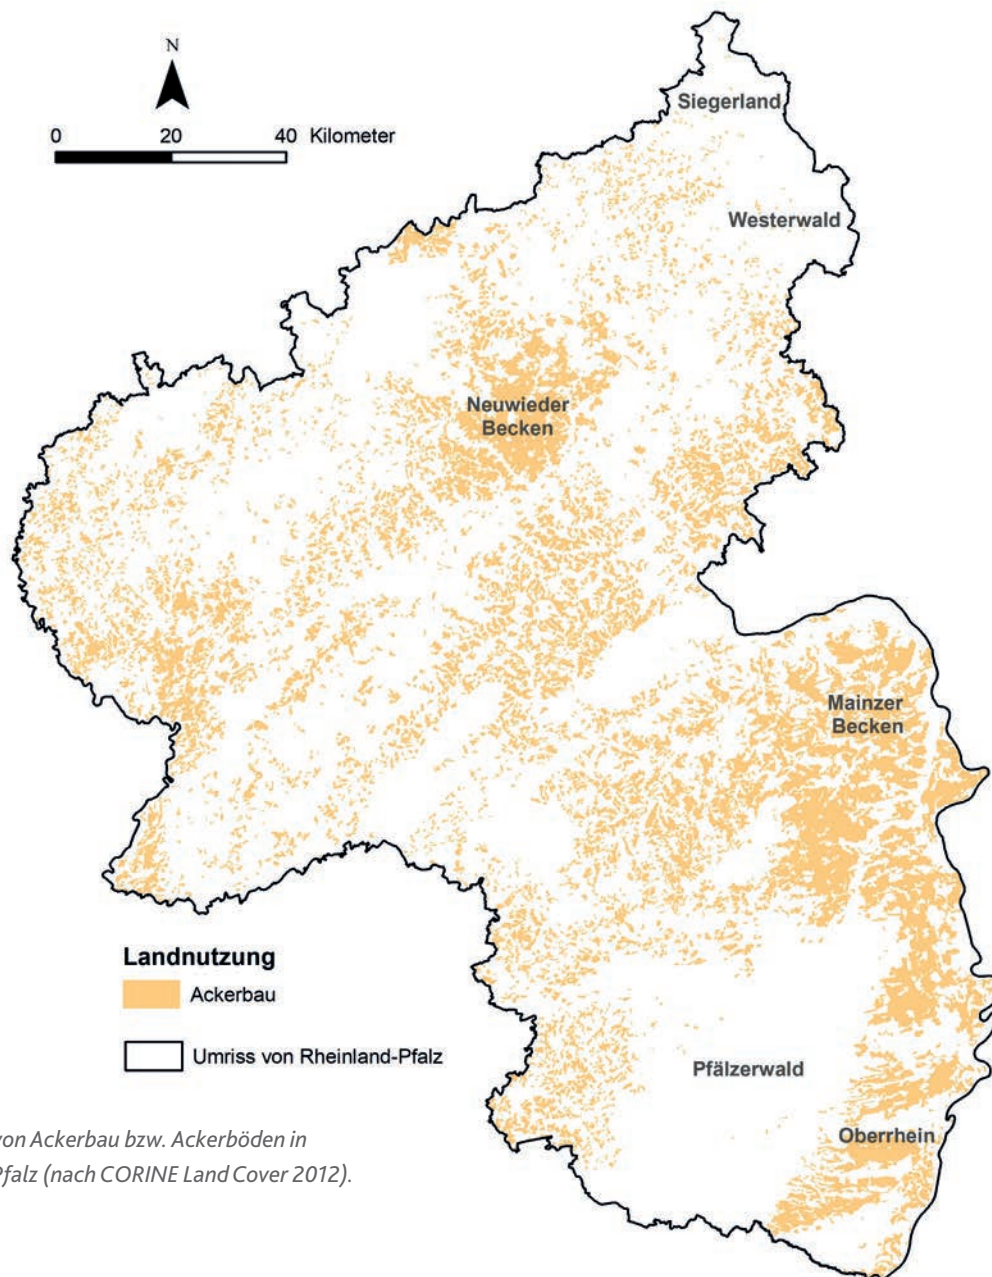 N
0 20 40 Kilometer
Siegerland
Westerwald
Neuwieder
Becken
Mainzer
Becken
Landnutzung
Ackerbau
Umriss von Rheinland-Pfalz
Pfälzerwald
Oberrhein
von Ackerbau bzw. Ackerböden in
Pfalz (nach CORINE Land Cover 2012).